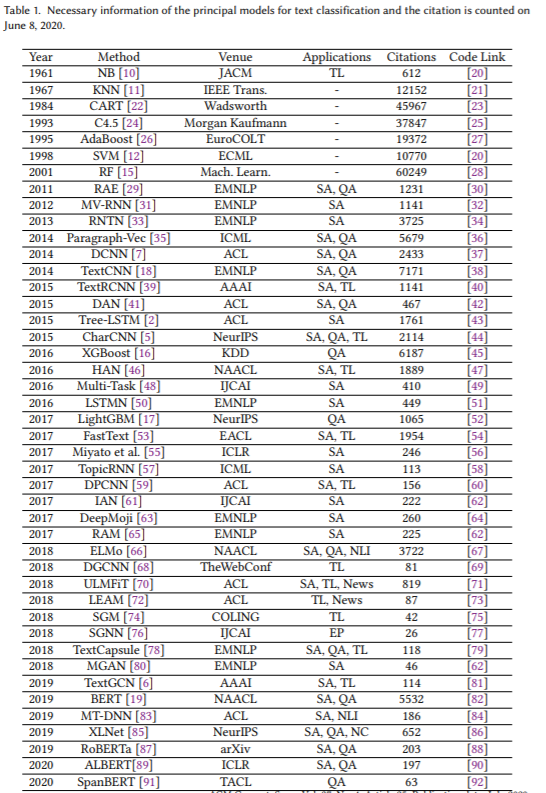 Table 1. Necessary information of the principal models for text classification and the citation is counted on
June 8, 2020.
Year Method Venue Applications Citations Code Link
1961 NB [10] JACM TL 612 [20]
1967 KNN [11] IEEE Trans. - 12152 [21]
1984 CART [22] Wadsworth - 45967 [23]
1993 C4.5 [24] Morgan Kaufmann - 37847 [25]
1995 AdaBoost [26] EuroCOLT - 19372 [27]
1998 SVM [12] ECML - 10770 [20]
2001 RF [15] Mach. Learn. - 60249 [28]
2011 RAE [29] EMNLP SA, QA 1231 [30]
2012 MV-RNN [31] EMNLP SA 1141 [32]
2013 RNTN [33] EMNLP SA 3725 [34]
2014 Paragraph-Vec [35] ICML SA, QA 5679 [36]
2014 DCNN [7] ACL SA, QA 2433 [37]
2014 TextCNN [18] EMNLP SA, QA 7171 [38]
2015 TextRCNN [39] AAAI SA, TL 1141 [40]
2015 DAN [41] ACL SA, QA 467 [42]
2015 Tree-LSTM [2] ACL SA 1761 [43]
2015 CharCNN [5] NeurIPS SA, QA, TL 2114 [44]
2016 XGBoost [16] KDD QA 6187 [45]
2016 HAN [46] NAACL SA, TL 1889 [47]
2016 Multi-Task [48] IJCAI SA 410 [49]
2016 LSTMN [50] EMNLP SA 449 [51]
2017 LightGBM [17] NeurIPS QA 1065 [52]
2017 FastText [53] EACL SA, TL 1954 [54]
2017 Miyato et al. [55] ICLR SA 246 [56]
2017 TopicRNN [57] ICML SA 113 [58]
2017 DPCNN [59] ACL SA, TL 156 [60]
2017 IAN [61] IJCAI SA 222 [62]
2017 DeepMoji [63] EMNLP SA 260 [64]
2017 RAM [65] EMNLP SA 225 [62]
2018 ELMo [66] NAACL SA, QA, NLI 3722 [67]
2018 DGCNN [68] TheWebConf TL 81 [69]
2018 ULMFiT [70] ACL SA, TL, News 819 [71]
2018 LEAM [72] ACL TL, News 87 [73]
2018 SGM [74] COLING TL 42 [75]
2018 SGNN [76] IJCAI EP 26 [77]
2018 TextCapsule [78] EMNLP SA, QA, TL 118 [79]
2018 MGAN [80] EMNLP SA 46 [62]
2019 TextGCN [6] AAAI SA, TL 114 [81]
2019 BERT [19] NAACL SA, QA 5532 [82]
2019 MT-DNN [83] ACL SA, NLI 186 [84]
2019 XLNet [85] NeurIPS SA, QA, NC 652 [86]
2019 RoBERTa [87] arXiv SA, QA 203 [88]
2020 ALBERT[89] ICLR SA, QA 197 [90]
2020 SpanBERT [91] TACL QA 63 [92]